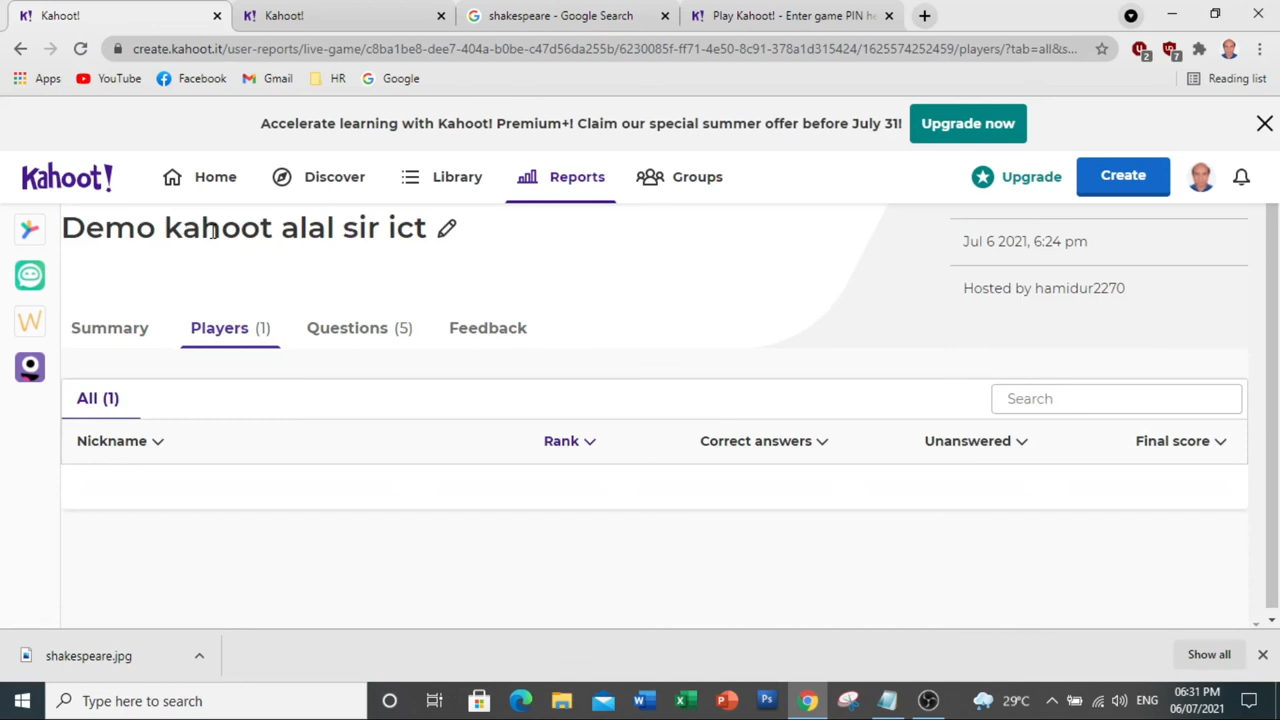 Kahoot!
Kahoot!
shakespeare - Google Search
Play Kahoot! - Enter game PIN he
create.kahoot.it/user-reports/live-game/c8ba1be8-dee7-404a-b0be-c47d56da255b/6230085f-ff71-4e50-8c91-378a1d315424/1625574252459/players/?tab=all&s...
2
7
Apps
YouTube
Facebook
Gmail
HR
Google
Reading list
Accelerate learning with Kahoot! Premium+! Claim our special summer offer before July 31!
Upgrade now
Kahoot!
Home
Discover
Library
Reports
Groups
Upgrade
Create
Demo kahoot alal sir ict
Jul 6 2021, 6:24 pm
Hosted by hamidur2270
Summary
Players (1)
Questions (5)
Feedback
All (1)
Search
Nickname
Rank
Correct answers
Unanswered
Final score
shakespeare.jpg
Show all
Type here to search
29°C
ENG
06:31 PM
06/07/2021